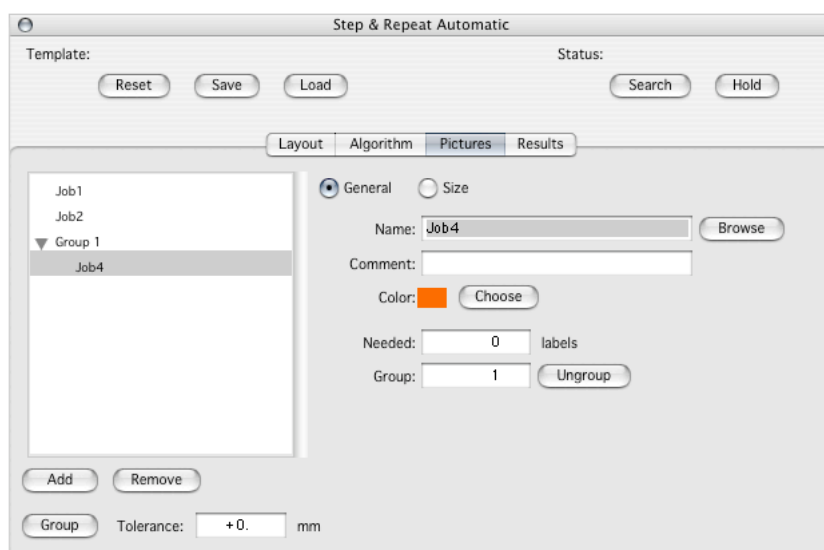 Step & Repeat Automatic
Template: Status:
Reset Save Load Search Hold
Layout Algorithm Pictures Results
Job1
Job2
Group 1
Job4
General Size
Name: Job4 Browse
Comment:
Color: Choose
Needed: 0 labels
Group: 1 Ungroup
Add Remove
Group Tolerance: +0. mm